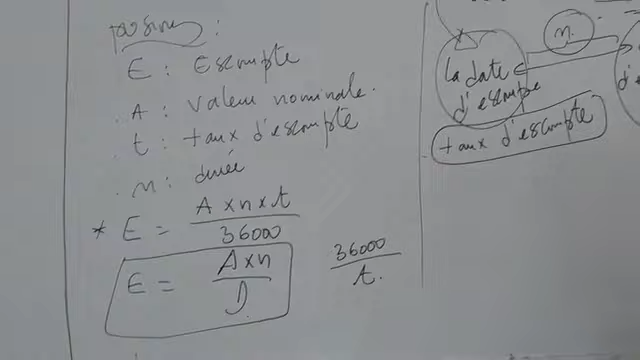 posons :
E : Escompte
A : valeur nominale.
t : taux d'escompte
n : durée
* E = A x n x t / 36000
E = A x n / D
36000 / t.
n
la date
d'escompte
taux d'escompte